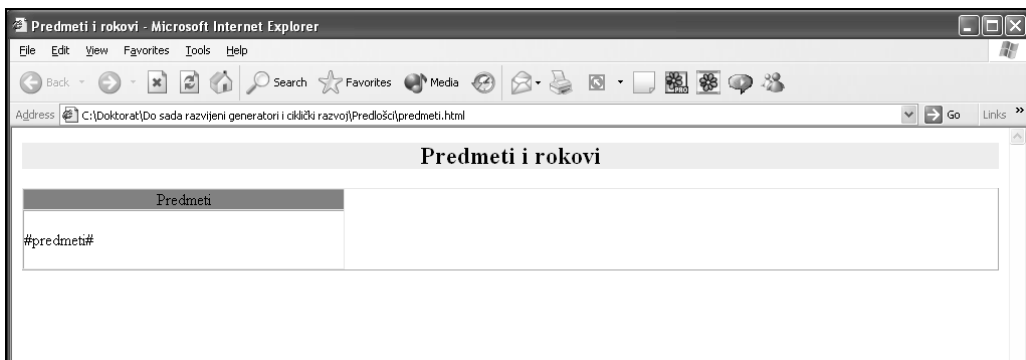 Predmeti i rokovi - Microsoft Internet Explorer
File Edit View Favorites Tools Help
Back Search Favorites Media PRO
Address C:\Doktorat\Do sada razvijeni generatori i ciklički razvoj\Predlošci\predmeti.html Go Links »
Predmeti i rokovi
Predmeti
#predmeti#